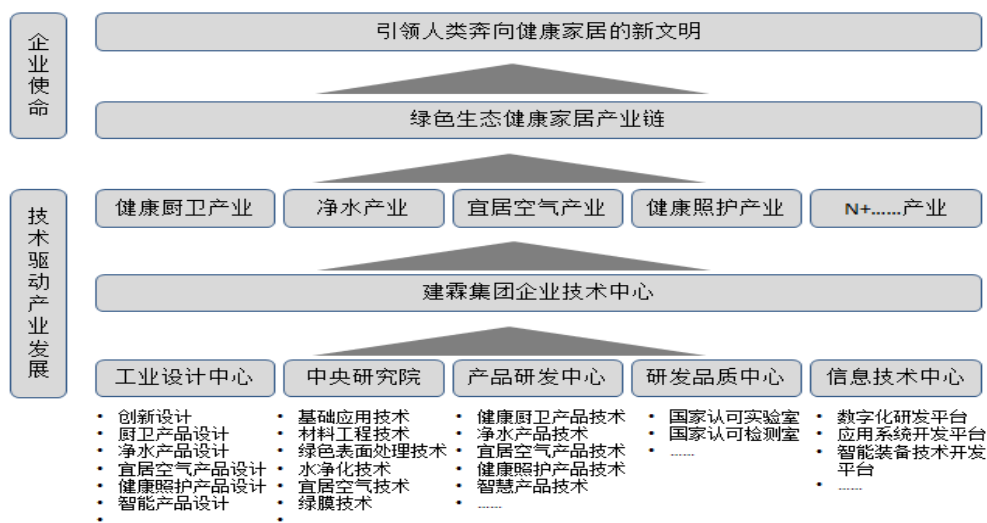 企业使命
引领人类奔向健康家居的新文明
绿色生态健康家居产业链
技术驱动产业发展
健康厨卫产业
净水产业
宜居空气产业
健康照护产业
N+......产业
建霖集团企业技术中心
工业设计中心
中央研究院
产品研发中心
研发品质中心
信息技术中心
• 创新设计
• 厨卫产品设计
• 净水产品设计
• 宜居空气产品设计
• 健康照护产品设计
• 智能产品设计
•
• 基础应用技术
• 材料工程技术
• 绿色表面处理技术
• 水净化技术
• 宜居空气技术
• 绿膜技术
•
• 健康厨卫产品技术
• 净水产品技术
• 宜居空气产品技术
• 健康照护产品技术
• 智慧产品技术
• ......
• 国家认可实验室
• 国家认可检测室
• ......
• 数字化研发平台
• 应用系统开发平台
• 智能装备技术开发
平台
• ......